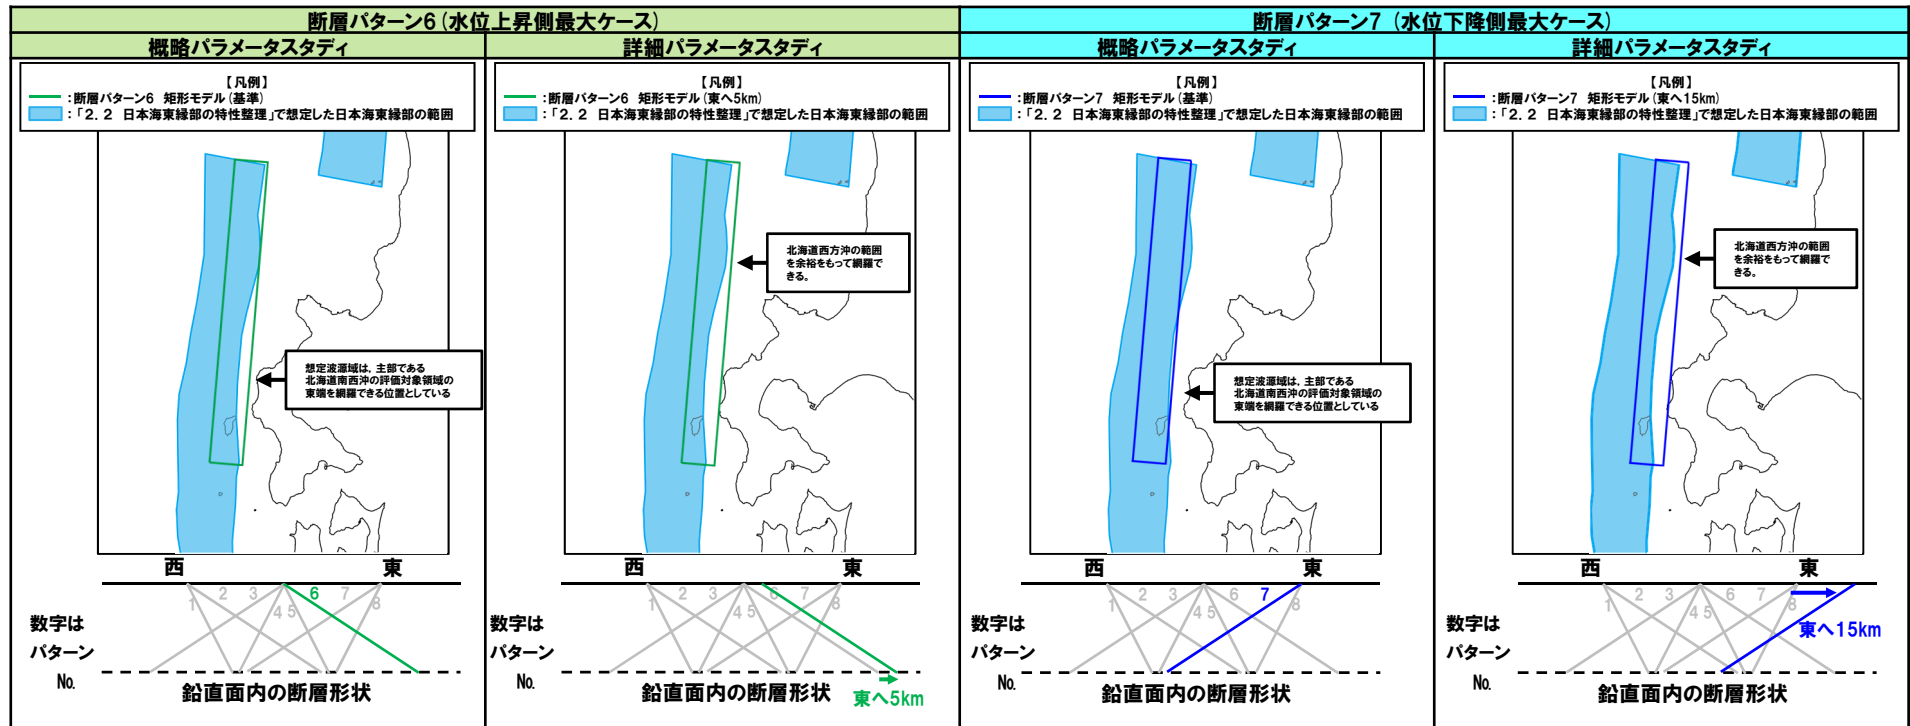 断層パターン6(水位上昇側最大ケース)
断層パターン7 (水位下降側最大ケース)
概略パラメータスタディ
詳細パラメータスタディ
概略パラメータスタディ
詳細パラメータスタディ
【凡例】
:断層パターン6 矩形モデル(基準)
:「2.2 日本海東縁部の特性整理」で想定した日本海東縁部の範囲
想定波源域は、主部である
北海道南西沖の評価対象領域の
東端を網羅できる位置としている
西
東
1
2
3
4
5
6
7
8
数字は
パターン
No.
鉛直面内の断層形状
【凡例】
:断層パターン6 矩形モデル(東へ5km)
:「2.2 日本海東縁部の特性整理」で想定した日本海東縁部の範囲
北海道西方沖の範囲
を余裕をもって網羅で
きる。
西
東
1
2
3
4
5
6
7
8
数字は
パターン
No.
鉛直面内の断層形状
東へ5km
【凡例】
:断層パターン7 矩形モデル(基準)
:「2.2 日本海東縁部の特性整理」で想定した日本海東縁部の範囲
想定波源域は、主部である
北海道南西沖の評価対象領域の
東端を網羅できる位置としている
西
東
1
2
3
4
5
6
7
8
数字は
パターン
No.
鉛直面内の断層形状
【凡例】
:断層パターン7 矩形モデル(東へ15km)
:「2.2 日本海東縁部の特性整理」で想定した日本海東縁部の範囲
北海道西方沖の範囲
を余裕をもって網羅で
きる。
西
東
1
2
3
4
5
6
7
8
東へ15km
数字は
パターン
No.
鉛直面内の断層形状